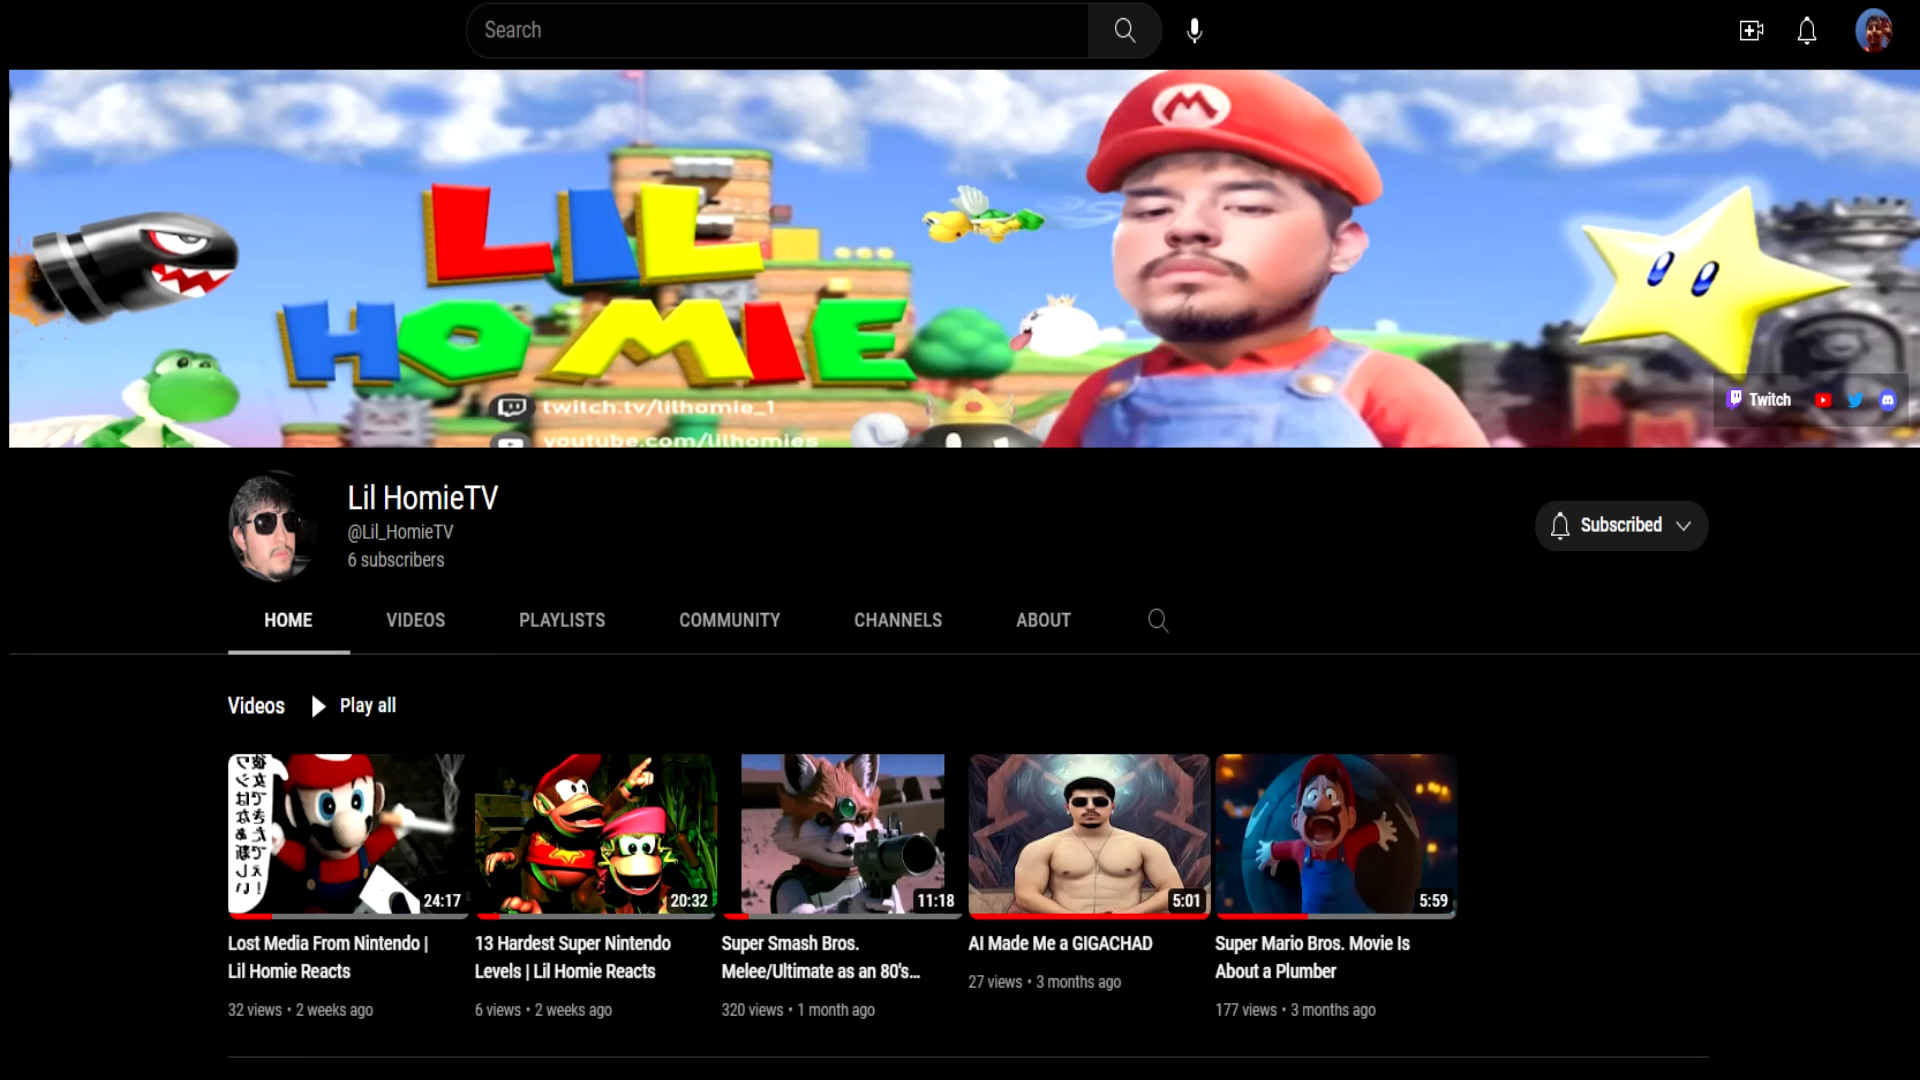 Search
M
LIL
HOMIE
twitch.tv/lilhomie_1
youtube.com/lilhomies
Twitch
Lil HomieTV
@Lil_HomieTV
6 subscribers
Subscribed
HOME VIDEOS PLAYLISTS COMMUNITY CHANNELS ABOUT
Videos Play all
24:17
20:32
11:18
5:01
5:59
Lost Media From Nintendo |
Lil Homie Reacts
32 views • 2 weeks ago
13 Hardest Super Nintendo
Levels | Lil Homie Reacts
6 views • 2 weeks ago
Super Smash Bros.
Melee/Ultimate as an 80's...
320 views • 1 month ago
AI Made Me a GIGACHAD
27 views • 3 months ago
Super Mario Bros. Movie Is
About a Plumber
177 views • 3 months ago